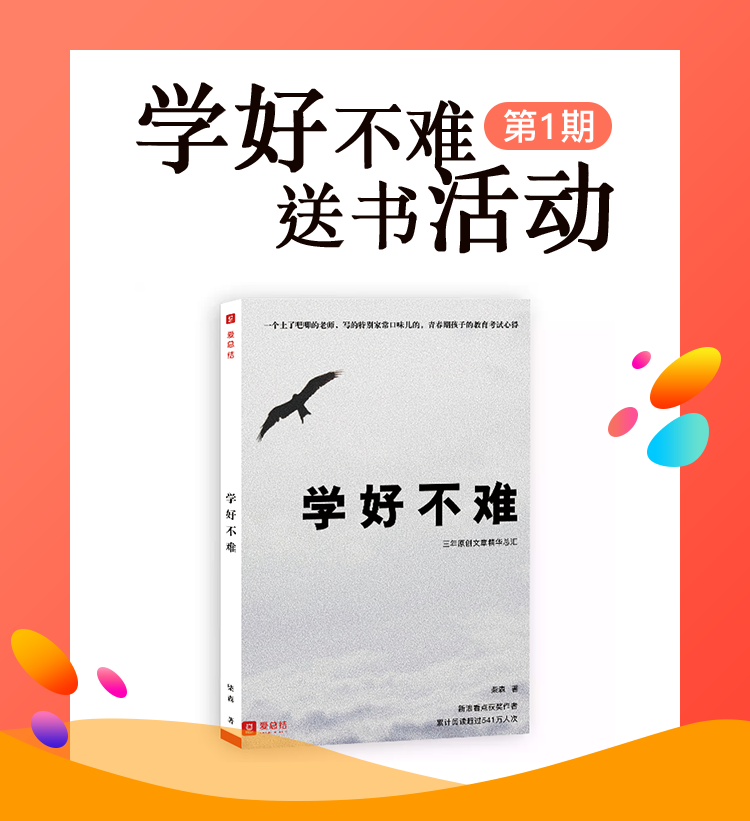 学好不难 第1期
送书活动
爱总结
学好不难
柴森 著
一个土了吧唧的老师，写的特别家常口味儿的，青春期孩子的教育考试心得
学好不难
三年原创文章精华总汇
柴森 著
新浪看点获奖作者
累计阅读超过541万人次
爱总结